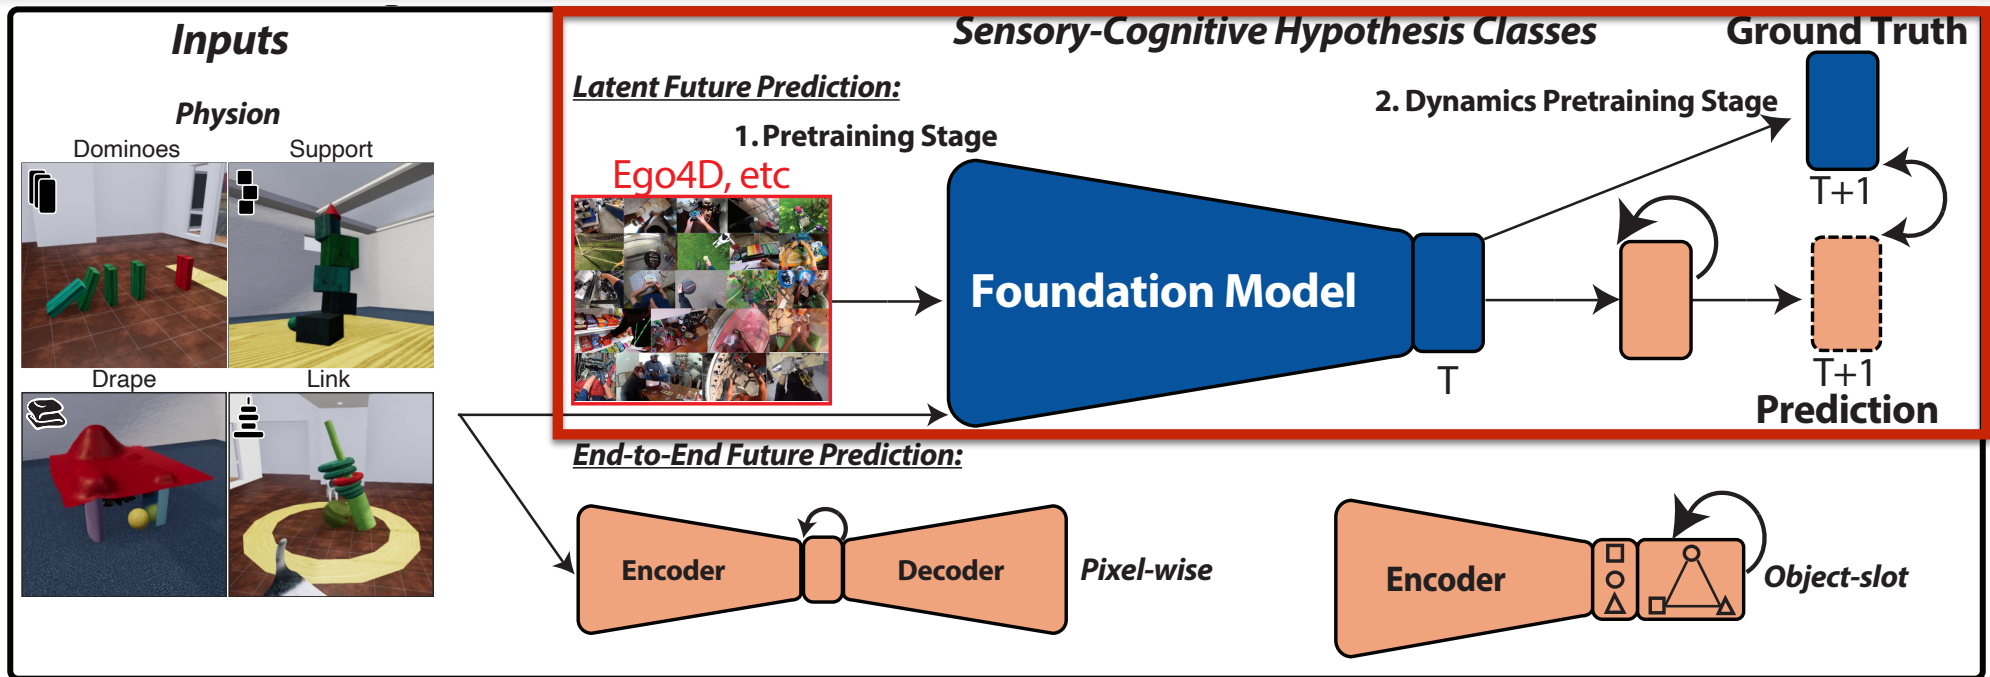 Inputs
Physion
Dominoes
Support
Drape
Link
Sensory-Cognitive Hypothesis Classes
Ground Truth
Latent Future Prediction:
2. Dynamics Pretraining Stage
1. Pretraining Stage
Ego4D, etc
Foundation Model
T
T+1
T+1
Prediction
End-to-End Future Prediction:
Encoder
Decoder
Pixel-wise
Encoder
Object-slot